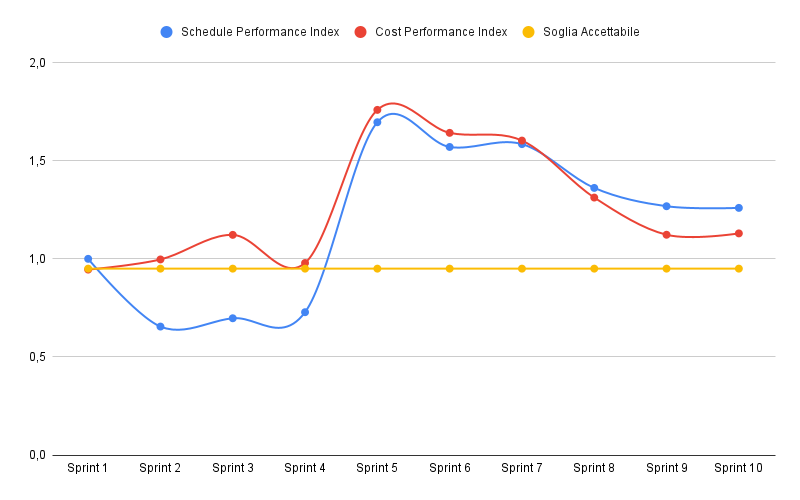 Schedule Performance Index Cost Performance Index Soglia Accettabile
2,0
1,5
1,0
0,5
0,0
Sprint 1 Sprint 2 Sprint 3 Sprint 4 Sprint 5 Sprint 6 Sprint 7 Sprint 8 Sprint 9 Sprint 10